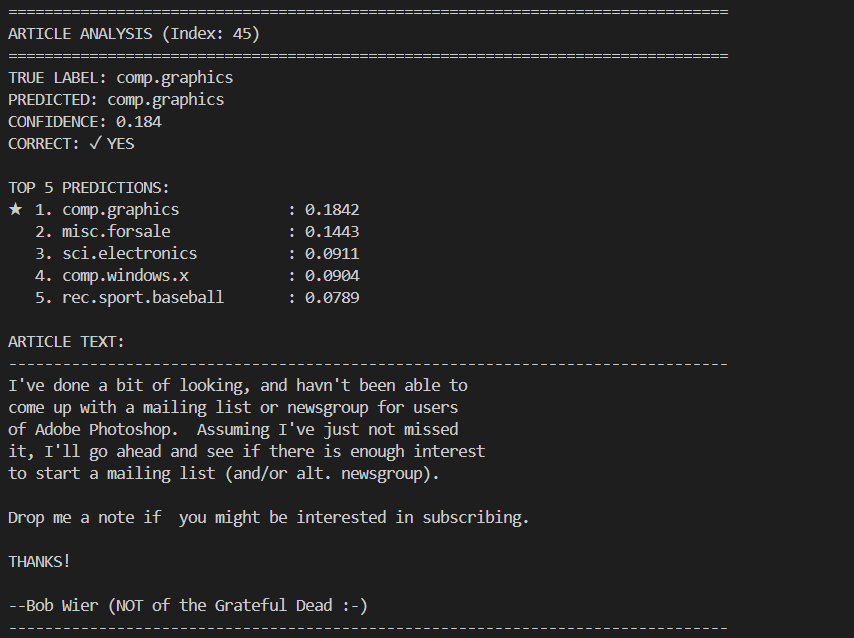 ================================================================================
ARTICLE ANALYSIS (Index: 45)
================================================================================
TRUE LABEL: comp.graphics
PREDICTED: comp.graphics
CONFIDENCE: 0.184
CORRECT: ✓ YES

TOP 5 PREDICTIONS:
★ 1. comp.graphics : 0.1842
2. misc.forsale : 0.1443
3. sci.electronics : 0.0911
4. comp.windows.x : 0.0904
5. rec.sport.baseball : 0.0789

ARTICLE TEXT:
--------------------------------------------------------------------------------
I've done a bit of looking, and havn't been able to
come up with a mailing list or newsgroup for users
of Adobe Photoshop.  Assuming I've just not missed
it, I'll go ahead and see if there is enough interest
to start a mailing list (and/or alt. newsgroup).

Drop me a note if  you might be interested in subscribing.

THANKS!

--Bob Wier (NOT of the Grateful Dead :-)
--------------------------------------------------------------------------------